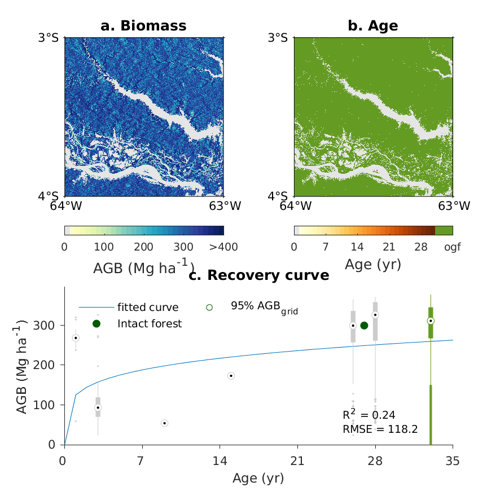 a. Biomass
b. Age
3°S
3°S
4°S
4°S
64°W
63°W
64°W
63°W
0
100
200
300
>400
0
7
14
21
28
ogf
AGB (Mg ha⁻¹)
Age (yr)
c. Recovery curve
fitted curve
95% AGB_grid
Intact forest
300
200
100
0
AGB (Mg ha⁻¹)
R² = 0.24
RMSE = 118.2
0
7
14
21
28
35
Age (yr)